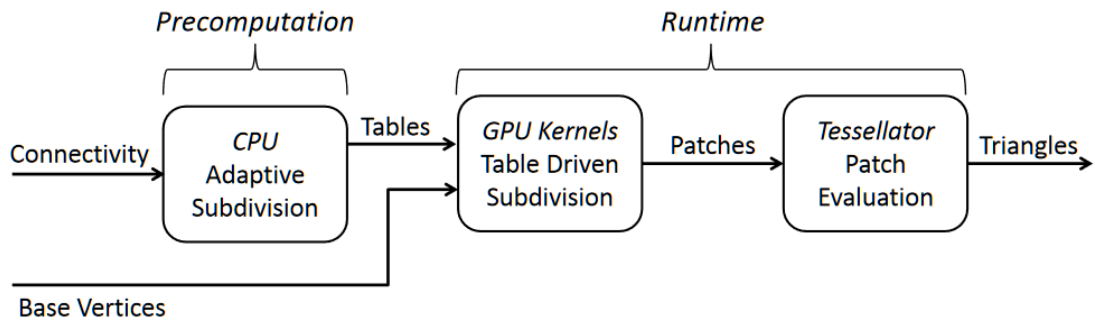 Precomputation
Runtime
Connectivity
CPU
Adaptive
Subdivision
Tables
GPU Kernels
Table Driven
Subdivision
Patches
Tessellator
Patch
Evaluation
Triangles
Base Vertices